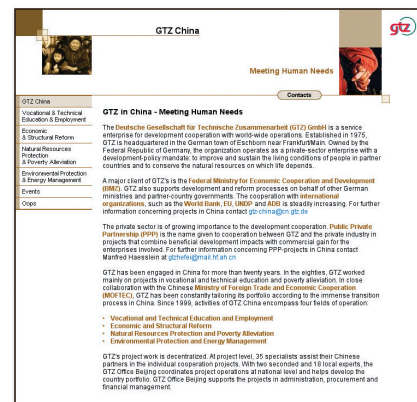 GTZ China
gtz
Meeting Human Needs
Contacts
GTZ China
Vocational & Technical
Education & Employment
Economic
& Structural Reform
Natural Resources
Protection
& Poverty Alleviation
Environmental Protection
& Energy Management
Events
Oops
GTZ in China - Meeting Human Needs
The Deutsche Gesellschaft für Technische Zusammenarbeit (GTZ) GmbH is a service
enterprise for development cooperation with world-wide operations. Established in 1975,
GTZ is headquartered in the German town of Eschborn near Frankfurt/Main. Owned by the
Federal Republic of Germany, the organization operates as a private-sector enterprise with a
development-policy mandate: to improve and sustain the living conditions of people in partner
countries and to conserve the natural resources on which life depends.
A major client of GTZ's is the Federal Ministry for Economic Cooperation and Development
(BMZ). GTZ also supports development and reform processes on behalf of other German
ministries and partner-country governments. The cooperation with international
organizations, such as the World Bank, EU, UNDP and ADB is steadily increasing. For further
information concerning projects in China contact gtz-china@cn.gtz.de
The private sector is of growing importance to the development cooperation. Public Private
Partnership (PPP) is the name given to cooperation between GTZ and the private industry in
projects that combine beneficial development impacts with commercial gain for the
enterprises involved. For further information concerning PPP-projects in China contact
Manfred Haesslein at gtzhefei@mail.hf.ah.cn
GTZ has been engaged in China for more than twenty years. In the eighties, GTZ worked
mainly on projects in vocational and technical education and poverty alleviation. In close
collaboration with the Chinese Ministry of Foreign Trade and Economic Cooperation
(MOFTEC), GTZ has been constantly tailoring its portfolio according to the immense transition
process in China. Since 1999, activities of GTZ China encompass four fields of operation:
• Vocational and Technical Education and Employment
• Economic and Structural Reform
• Natural Resources Protection and Poverty Alleviation
• Environmental Protection and Energy Management
GTZ's project work is decentralized. At project level, 35 specialists assist their Chinese
partners in the individual cooperation projects. With two seconded and 18 local experts, the
GTZ Office Beijing coordinates project operations at national level and helps develop the
country portfolio. GTZ Office Beijing supports the projects in administration, procurement and
financial management.